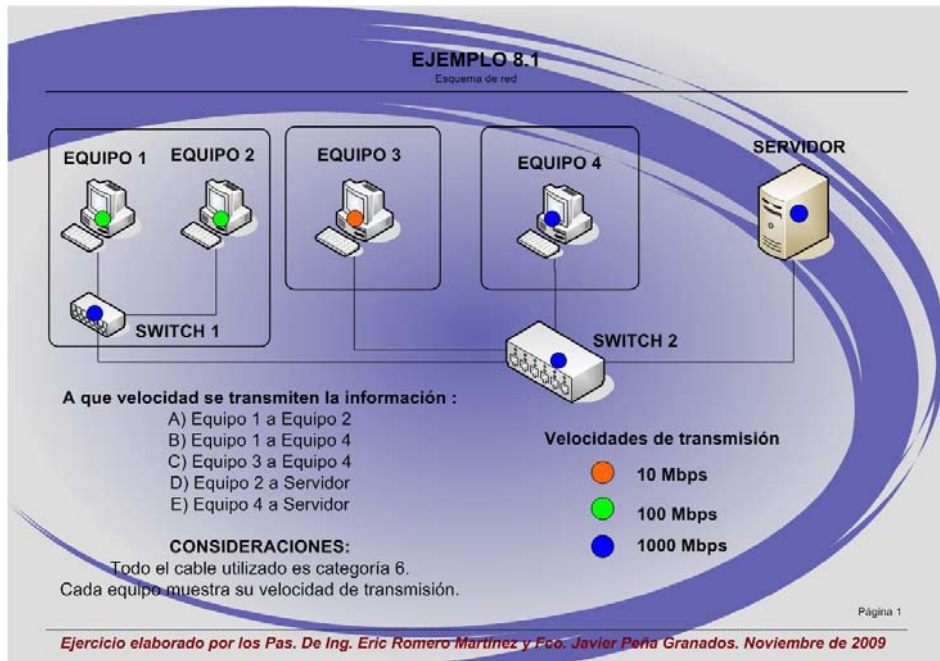 EJEMPLO 8.1
Esquema de red
EQUIPO 1
EQUIPO 2
EQUIPO 3
EQUIPO 4
SERVIDOR
SWITCH 1
SWITCH 2
A que velocidad se transmiten la información :
A) Equipo 1 a Equipo 2
B) Equipo 1 a Equipo 4
C) Equipo 3 a Equipo 4
D) Equipo 2 a Servidor
E) Equipo 4 a Servidor
CONSIDERACIONES:
Todo el cable utilizado es categoría 6.
Cada equipo muestra su velocidad de transmisión.
Velocidades de transmisión
10 Mbps
100 Mbps
1000 Mbps
Página 1
Ejercicio elaborado por los Pas. De Ing. Eric Romero Martínez y Fco. Javier Peña Granados. Noviembre de 2009